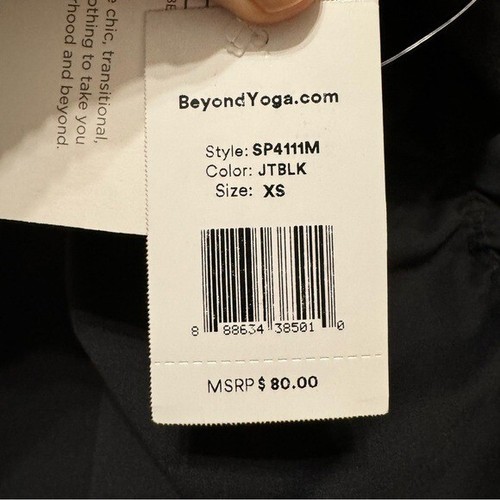 e chic, transitional,
othing to take you
rhood and beyond.
BE
BeyondYoga.com
Style: SP4111M
Color: JTBLK
Size: XS
8 88634 38501 0
MSRP $ 80.00